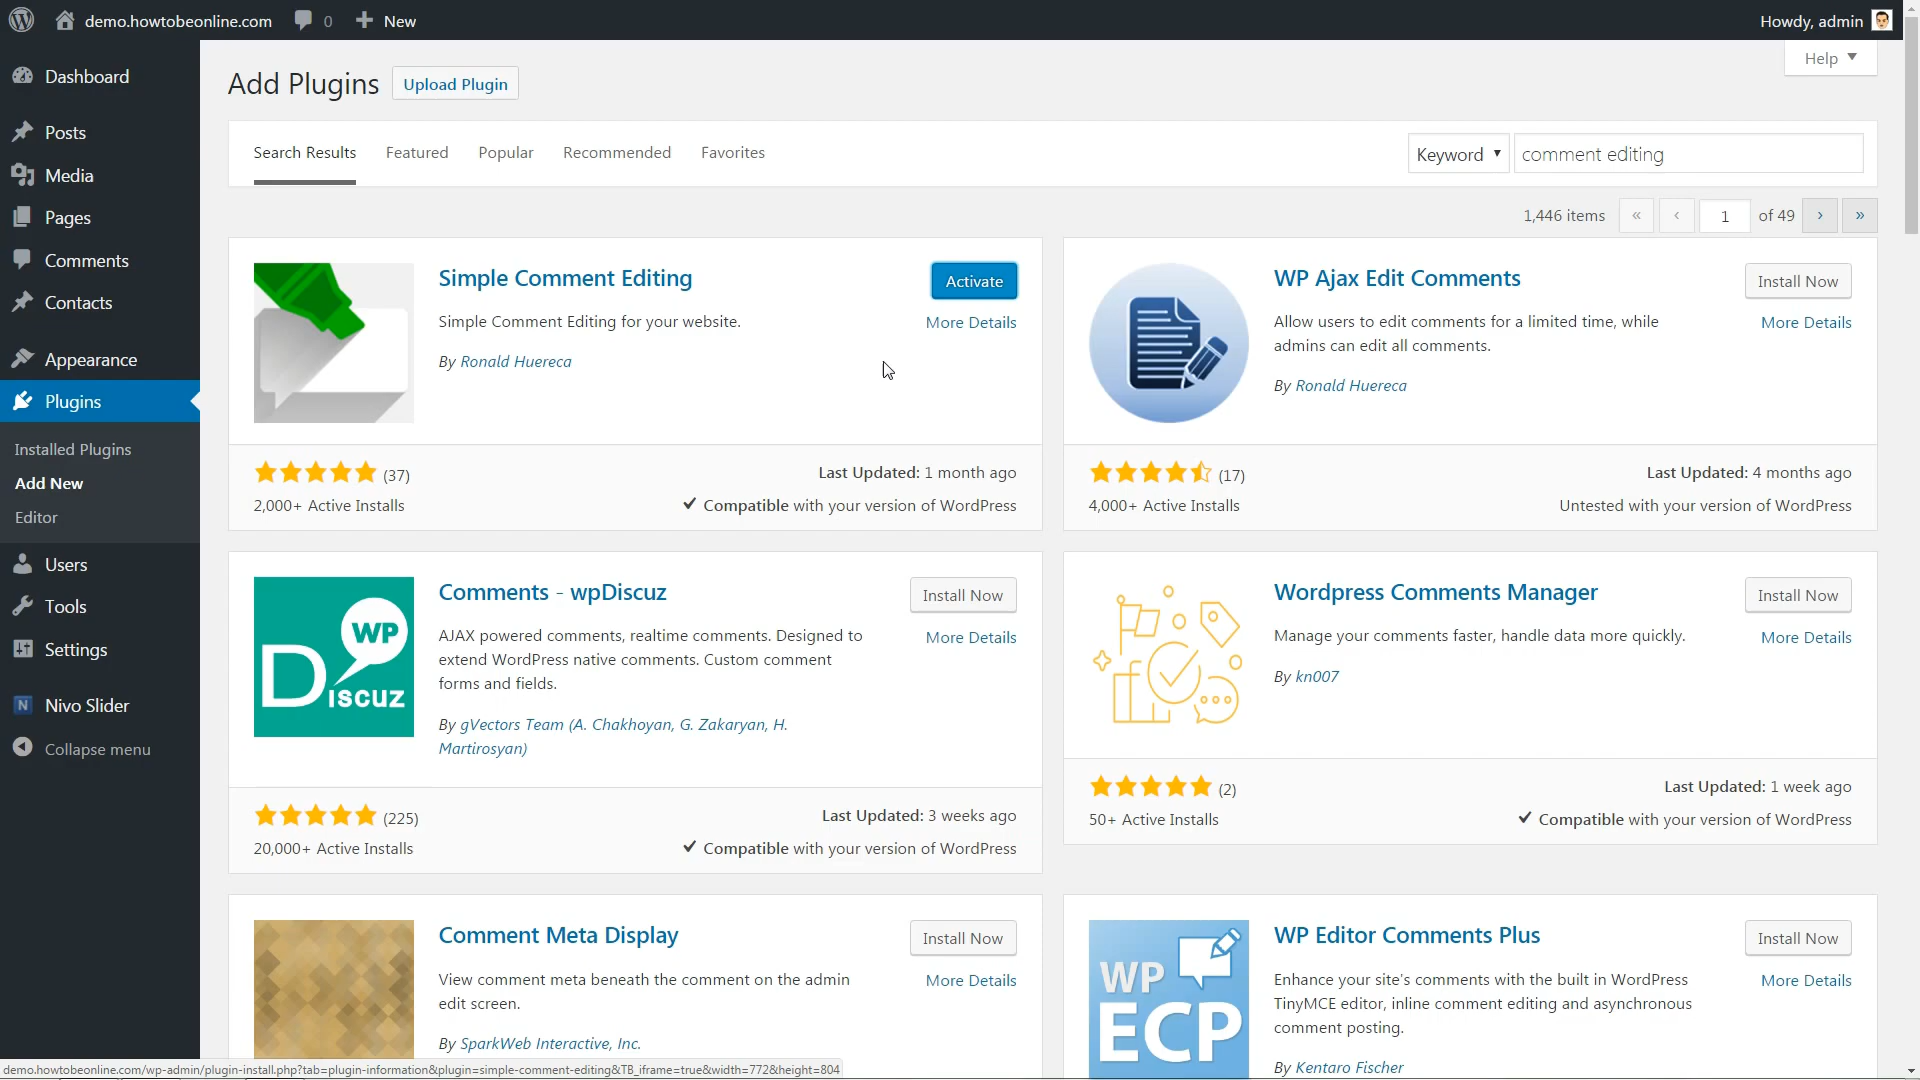 demo.howtobeonline.com 0 New Howdy, admin
Help
Dashboard
Posts
Media
Pages
Comments
Contacts
Appearance
Plugins
Installed Plugins
Add New
Editor
Users
Tools
Settings
N Nivo Slider
Collapse menu
Add Plugins Upload Plugin
Search Results Featured Popular Recommended Favorites Keyword comment editing
1,446 items « ‹ 1 of 49 › »
Simple Comment Editing Activate
Simple Comment Editing for your website. More Details
By Ronald Huereca
(37) Last Updated: 1 month ago
2,000+ Active Installs Compatible with your version of WordPress
WP Ajax Edit Comments Install Now
Allow users to edit comments for a limited time, while More Details
admins can edit all comments.
By Ronald Huereca
(17) Last Updated: 4 months ago
4,000+ Active Installs Untested with your version of WordPress
WP
Discuz
Comments - wpDiscuz Install Now
AJAX powered comments, realtime comments. Designed to More Details
extend WordPress native comments. Custom comment
forms and fields.
By gVectors Team (A. Chakhoyan, G. Zakaryan, H.
Martirosyan)
(225) Last Updated: 3 weeks ago
20,000+ Active Installs Compatible with your version of WordPress
Wordpress Comments Manager Install Now
Manage your comments faster, handle data more quickly. More Details
By kn007
(2) Last Updated: 1 week ago
50+ Active Installs Compatible with your version of WordPress
Comment Meta Display Install Now
View comment meta beneath the comment on the admin More Details
edit screen.
By SparkWeb Interactive, Inc.
WP
ECP
WP Editor Comments Plus Install Now
Enhance your site's comments with the built in WordPress More Details
TinyMCE editor, inline comment editing and asynchronous
comment posting.
By Kentaro Fischer
demo.howtobeonline.com/wp-admin/plugin-install.php?tab=plugin-information&plugin=simple-comment-editing&TB_iframe=true&width=772&height=804